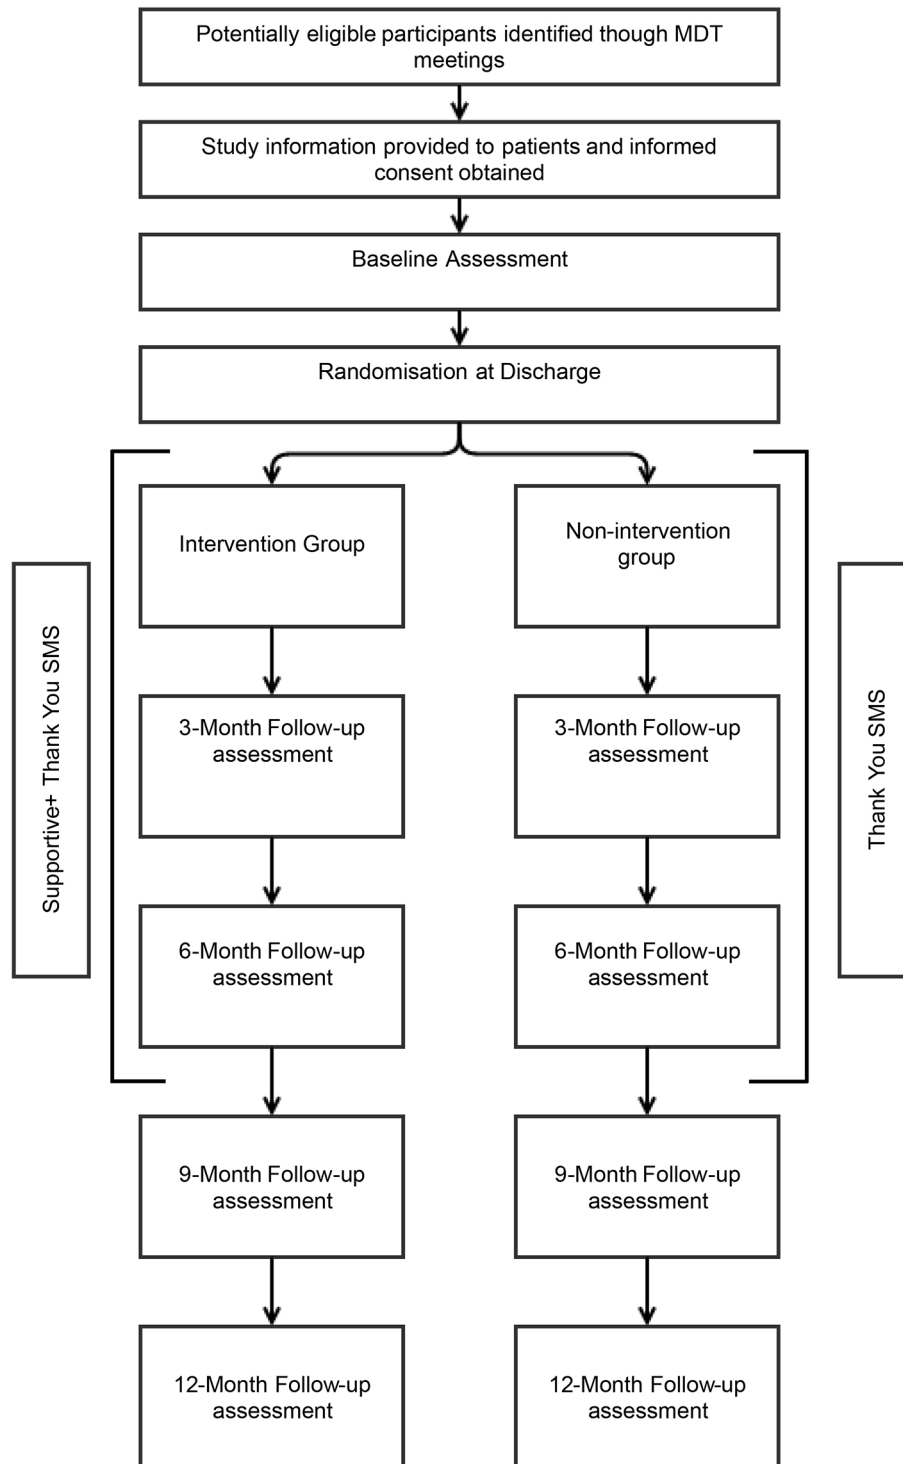 Potentially eligible participants identified though MDT
meetings
Study information provided to patients and informed
consent obtained
Baseline Assessment
Randomisation at Discharge
Supportive+ Thank You SMS
Intervention Group
3-Month Follow-up
assessment
6-Month Follow-up
assessment
9-Month Follow-up
assessment
12-Month Follow-up
assessment
Non-intervention
group
3-Month Follow-up
assessment
6-Month Follow-up
assessment
9-Month Follow-up
assessment
12-Month Follow-up
assessment
Thank You SMS